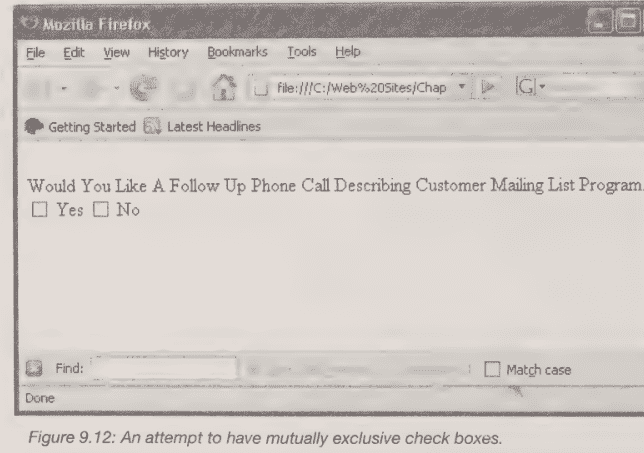 Mozilla Firefox
File Edit View History Bookmarks Tools Help
file:///C:/Web%20Sites/Chap G
Getting Started Latest Headlines
Would You Like A Follow Up Phone Call Describing Customer Mailing List Program.
Yes No
Find: Match case
Done
Figure 9.12: An attempt to have mutually exclusive check boxes.